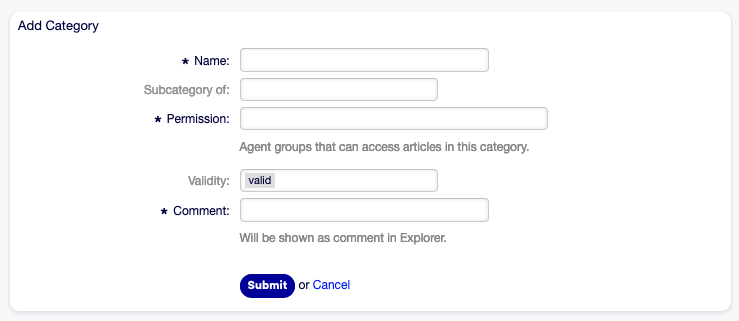 Add Category
* Name:
Subcategory of:
* Permission:
Agent groups that can access articles in this category.
Validity: valid
* Comment:
Will be shown as comment in Explorer.
Submit or Cancel